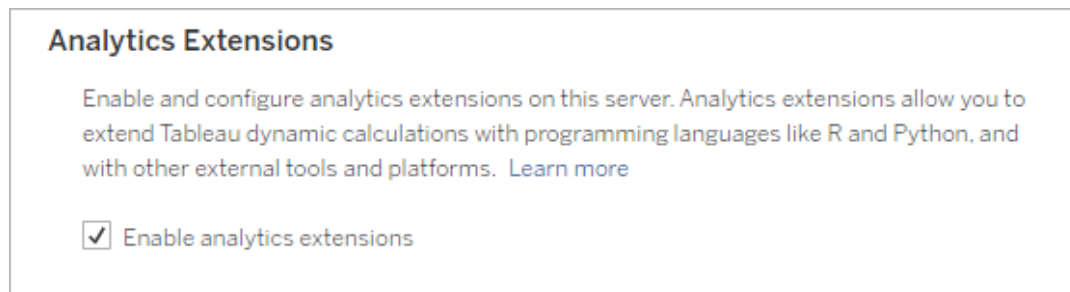 Analytics Extensions
Enable and configure analytics extensions on this server. Analytics extensions allow you to
extend Tableau dynamic calculations with programming languages like R and Python, and
with other external tools and platforms. Learn more
Enable analytics extensions